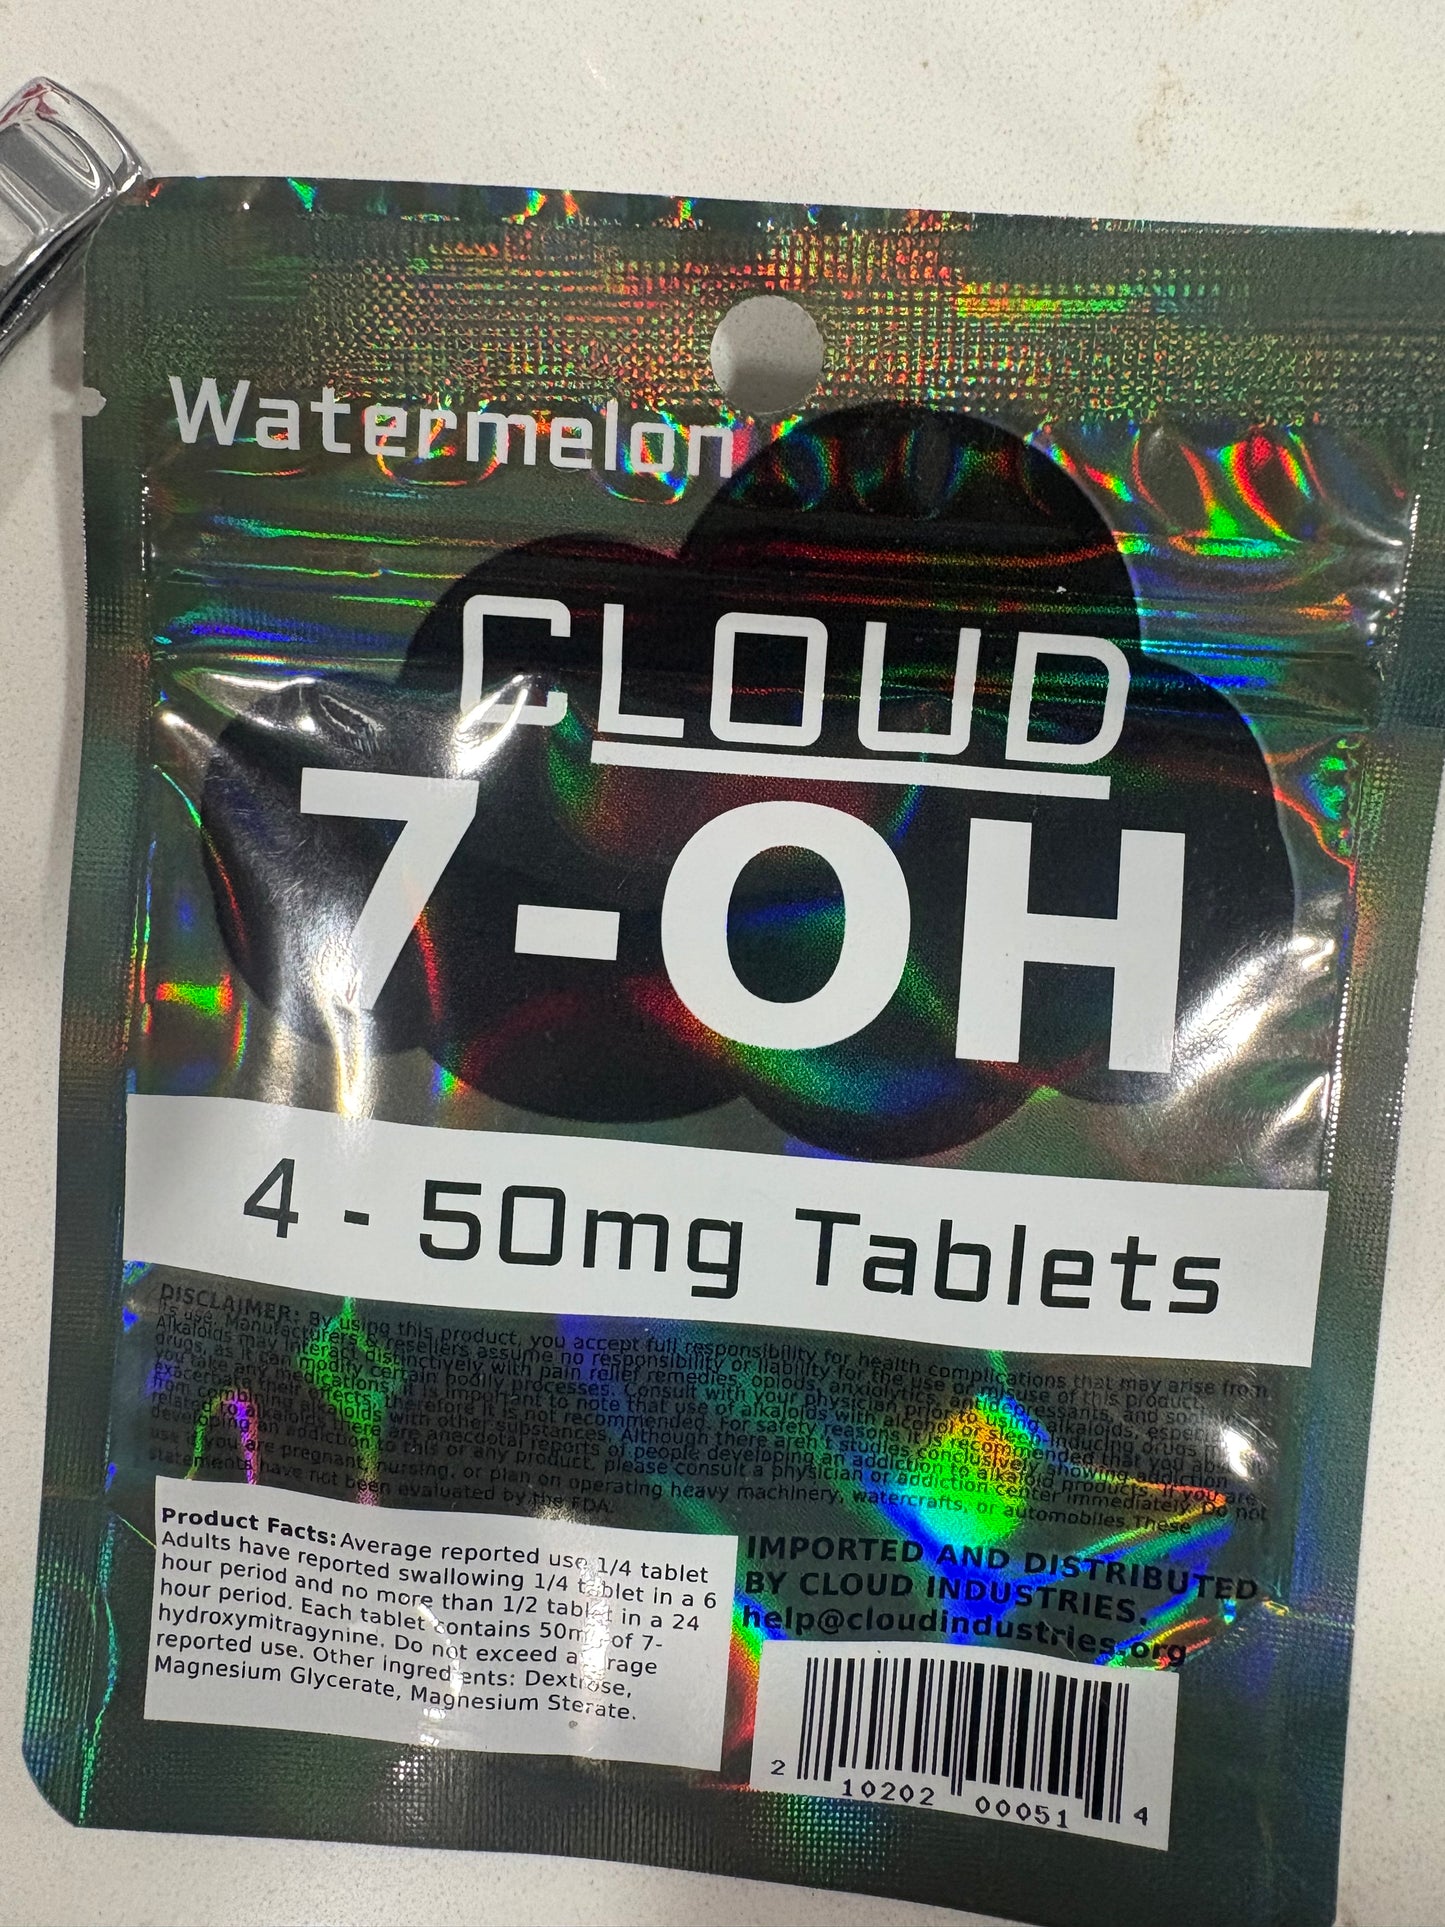 Watermelon
CLOUD
7-OH
4 - 50mg Tablets
DISCLAIMER: By using this product, you accept full responsibility for health complications that may arise from
its use. Manufacturers & resellers assume no responsibility or liability for the use or misuse of this product.
Alkaloids may interact distinctively with pain relief remedies, opiods, anxiolytics, antidepressants, and
drugs, as it can modify certain bodily processes. Consult with your physician prior to using alkaloids,
you take any medications. It is important to note that use of alkaloids with alcohol or sleep inducing drugs
exacerbate their effects, therefore it is not recommended. For safety reasons it is recommended that you
from combining alkaloids with other substances. Although there aren't studies conclusively showing addiction
related to alkaloids there are anecdotal reports of people developing an addiction to alkaloid products. If you are
developing an addiction to this or any product, please consult a physician or addiction center immediately. Do not
use if you are pregnant, nursing, or plan on operating heavy machinery, watercrafts, or automobiles. These
statements have not been evaluated by the FDA.
Product Facts: Average reported use 1/4 tablet
Adults have reported swallowing 1/4 tablet in a 6
hour period and no more than 1/2 tablet in a 24
hour period. Each tablet contains 50mg of 7-
hydroxymitragynine. Do not exceed average
reported use. Other ingredients: Dextrose,
Magnesium Glycerate, Magnesium Sterate.
IMPORTED AND DISTRIBUTED
BY CLOUD INDUSTRIES.
help@cloudindustries.org
2 10202 00051 4